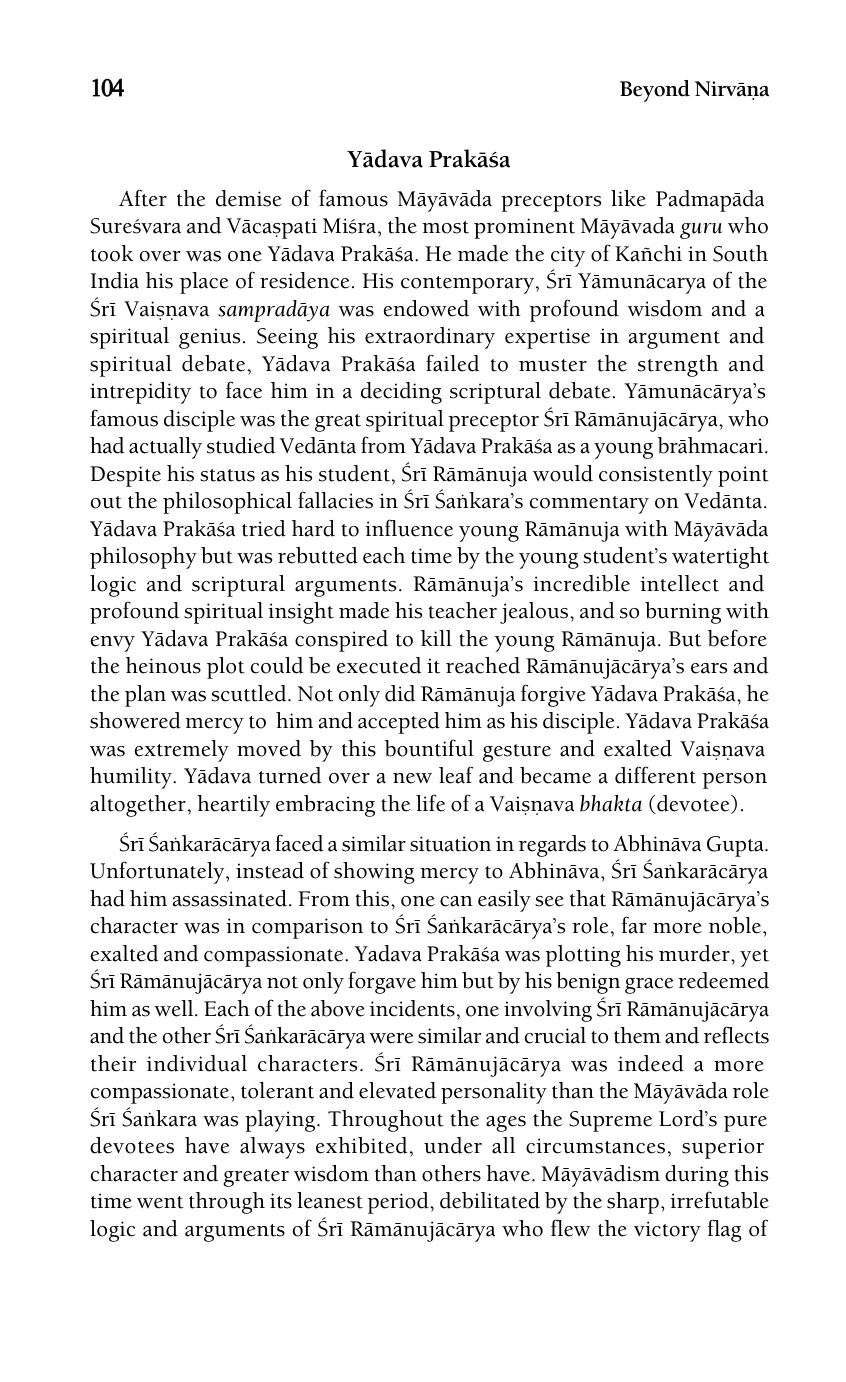 104 Beyond Nirvāṇa
Yādava Prakāśa
After the demise of famous Māyāvāda preceptors like Padmapāda
Sureśvara and Vācaṣpati Miśra, the most prominent Māyāvada guru who
took over was one Yādava Prakāśa. He made the city of Kañchi in South
India his place of residence. His contemporary, Śrī Yāmunācarya of the
Śrī Vaiṣṇava sampradāya was endowed with profound wisdom and a
spiritual genius. Seeing his extraordinary expertise in argument and
spiritual debate, Yādava Prakāśa failed to muster the strength and
intrepidity to face him in a deciding scriptural debate. Yāmunācārya’s
famous disciple was the great spiritual preceptor Śrī Rāmānujācārya, who
had actually studied Vedānta from Yādava Prakāśa as a young brāhmacari.
Despite his status as his student, Śrī Rāmānuja would consistently point
out the philosophical fallacies in Śrī Śaṅkara’s commentary on Vedānta.
Yādava Prakāśa tried hard to influence young Rāmānuja with Māyāvāda
philosophy but was rebutted each time by the young student’s watertight
logic and scriptural arguments. Rāmānuja’s incredible intellect and
profound spiritual insight made his teacher jealous, and so burning with
envy Yādava Prakāśa conspired to kill the young Rāmānuja. But before
the heinous plot could be executed it reached Rāmānujācārya’s ears and
the plan was scuttled. Not only did Rāmānuja forgive Yādava Prakāśa, he
showered mercy to him and accepted him as his disciple. Yādava Prakāśa
was extremely moved by this bountiful gesture and exalted Vaiṣṇava
humility. Yādava turned over a new leaf and became a different person
altogether, heartily embracing the life of a Vaiṣṇava bhakta (devotee).
Śrī Śaṅkarācārya faced a similar situation in regards to Abhināva Gupta.
Unfortunately, instead of showing mercy to Abhināva, Śrī Śaṅkarācārya
had him assassinated. From this, one can easily see that Rāmānujācārya’s
character was in comparison to Śrī Śaṅkarācārya’s role, far more noble,
exalted and compassionate. Yadava Prakāśa was plotting his murder, yet
Śrī Rāmānujācārya not only forgave him but by his benign grace redeemed
him as well. Each of the above incidents, one involving Śrī Rāmānujācārya
and the other Śrī Śaṅkarācārya were similar and crucial to them and reflects
their individual characters. Śrī Rāmānujācārya was indeed a more
compassionate, tolerant and elevated personality than the Māyāvāda role
Śrī Śaṅkara was playing. Throughout the ages the Supreme Lord’s pure
devotees have always exhibited, under all circumstances, superior
character and greater wisdom than others have. Māyāvādism during this
time went through its leanest period, debilitated by the sharp, irrefutable
logic and arguments of Śrī Rāmānujācārya who flew the victory flag of